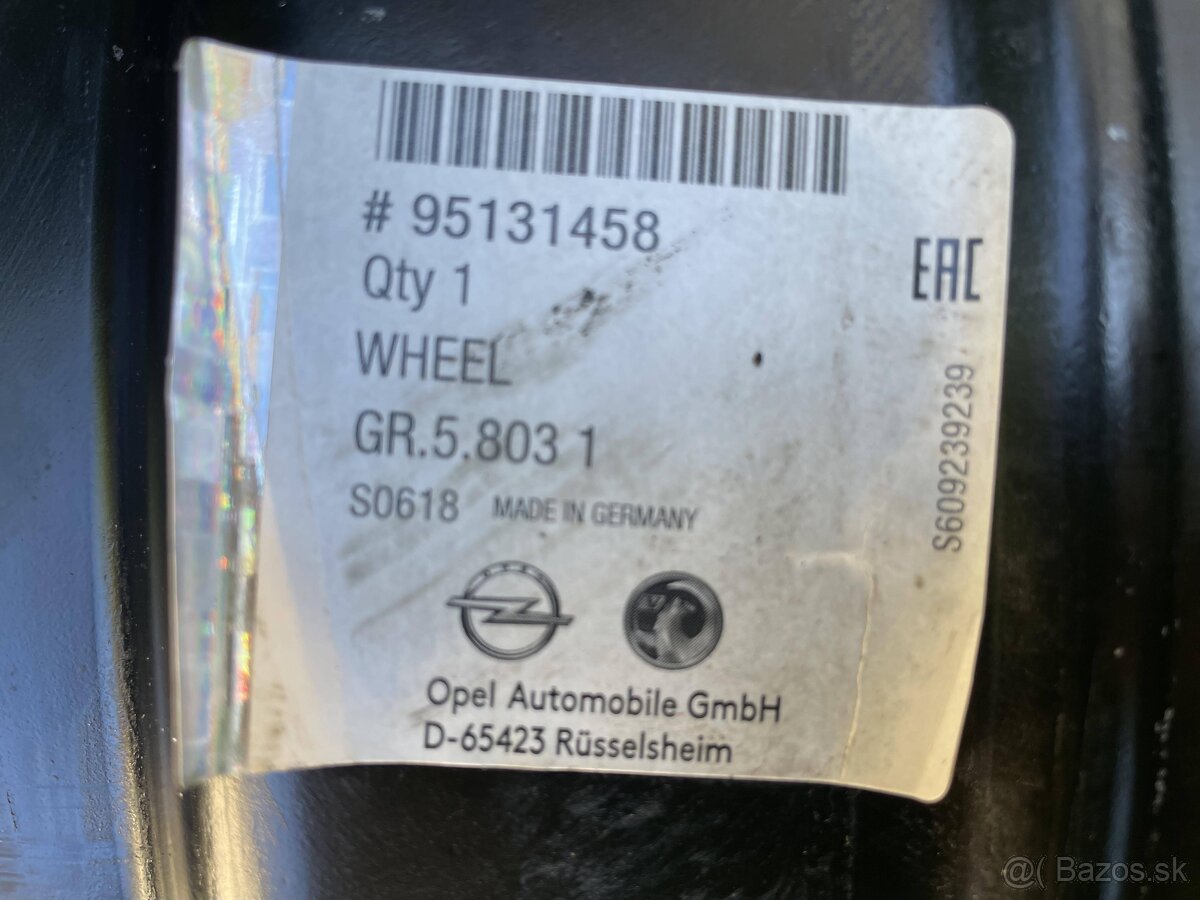 # 95131458
Qty 1
WHEEL
GR.5.803 1
S0618 MADE IN GERMANY
Opel Automobile GmbH
D-65423 Rüsselsheim
EAC
S609239239
@( Bazos.sk